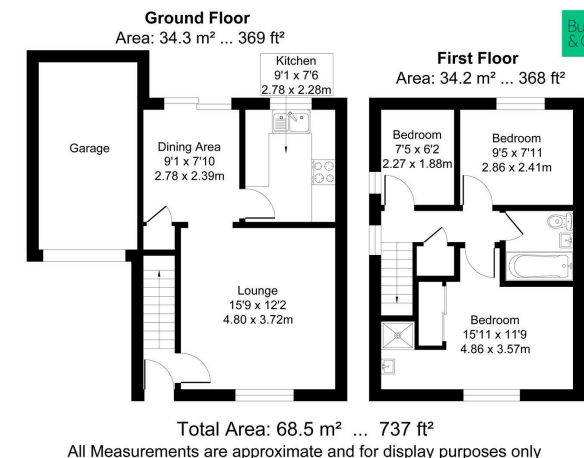 Ground Floor
Area: 34.3 m² ... 369 ft²
Kitchen
9'1 x 7'6
2.78 x 2.28m
Garage
Dining Area
9'1 x 7'10
2.78 x 2.39m
Lounge
15'9 x 12'2
4.80 x 3.72m
First Floor
Area: 34.2 m² ... 368 ft²
Bedroom
7'5 x 6'2
2.27 x 1.88m
Bedroom
9'5 x 7'11
2.86 x 2.41m
Bedroom
15'11 x 11'9
4.86 x 3.57m
Total Area: 68.5 m² ... 737 ft²
All Measurements are approximate and for display purposes only